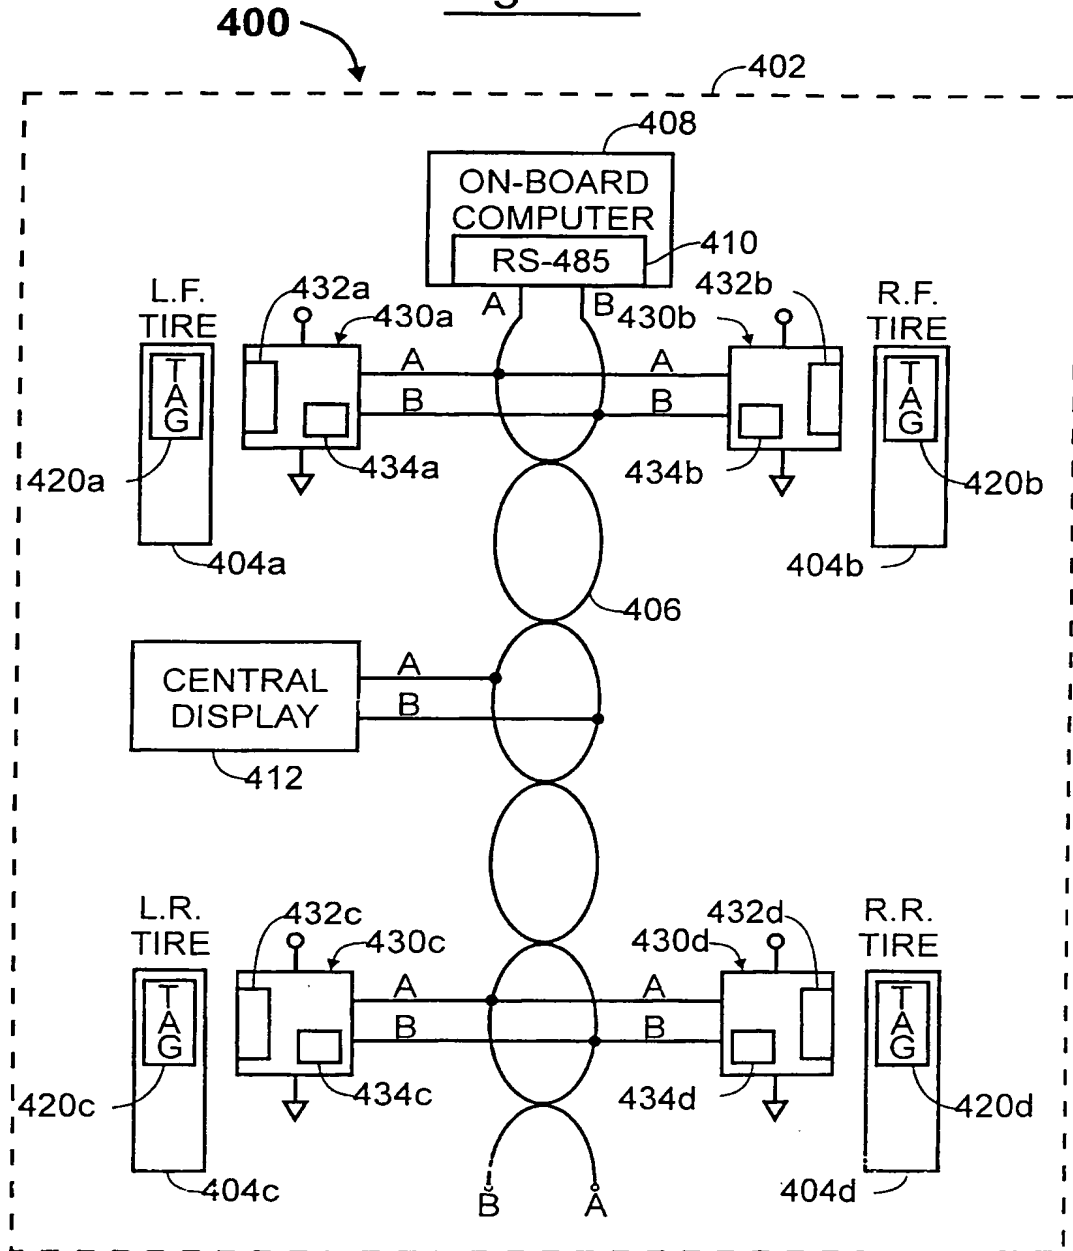 400
402
408
ON-BOARD
COMPUTER
410
RS-485
L.F.
TIRE
432a
430a
A
B
430b
432b
R.F.
TIRE
TAG
A
A
TAG
B
B
420a
434a
434b
420b
404a
404b
406
CENTRAL
DISPLAY
A
B
412
L.R.
TIRE
432c
430c
432d
430d
R.R.
TIRE
TAG
A
A
TAG
B
B
420c
434c
434d
420d
404c
404d
B
A